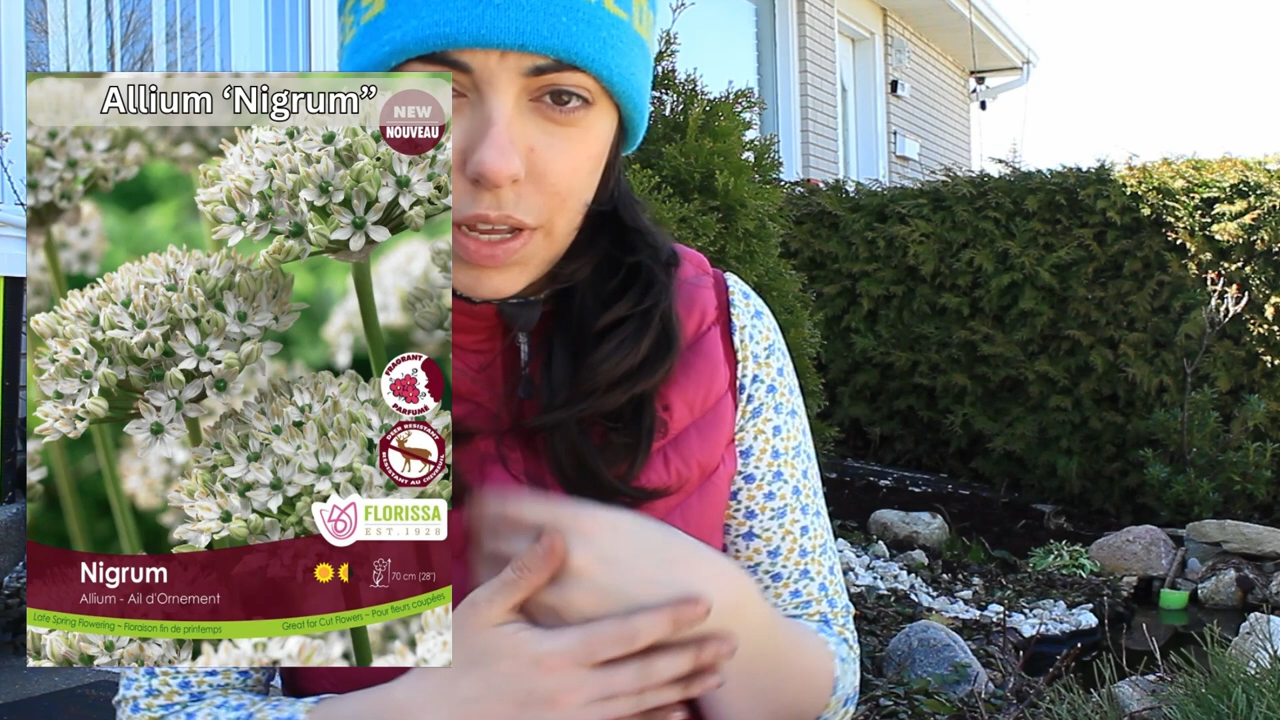 Allium ‘Nigrum”
NEW
NOUVEAU
FRAGRANT
PARFUMÉ
DEER RESISTANT
RÉSISTANT AU CHEVREUIL
FLORISSA
EST. 1928
Nigrum
70 cm (28")
Allium - Ail d'Ornement
Late Spring Flowering ~ Floraison fin de printemps
Great for Cut Flowers ~ Pour fleurs coupées